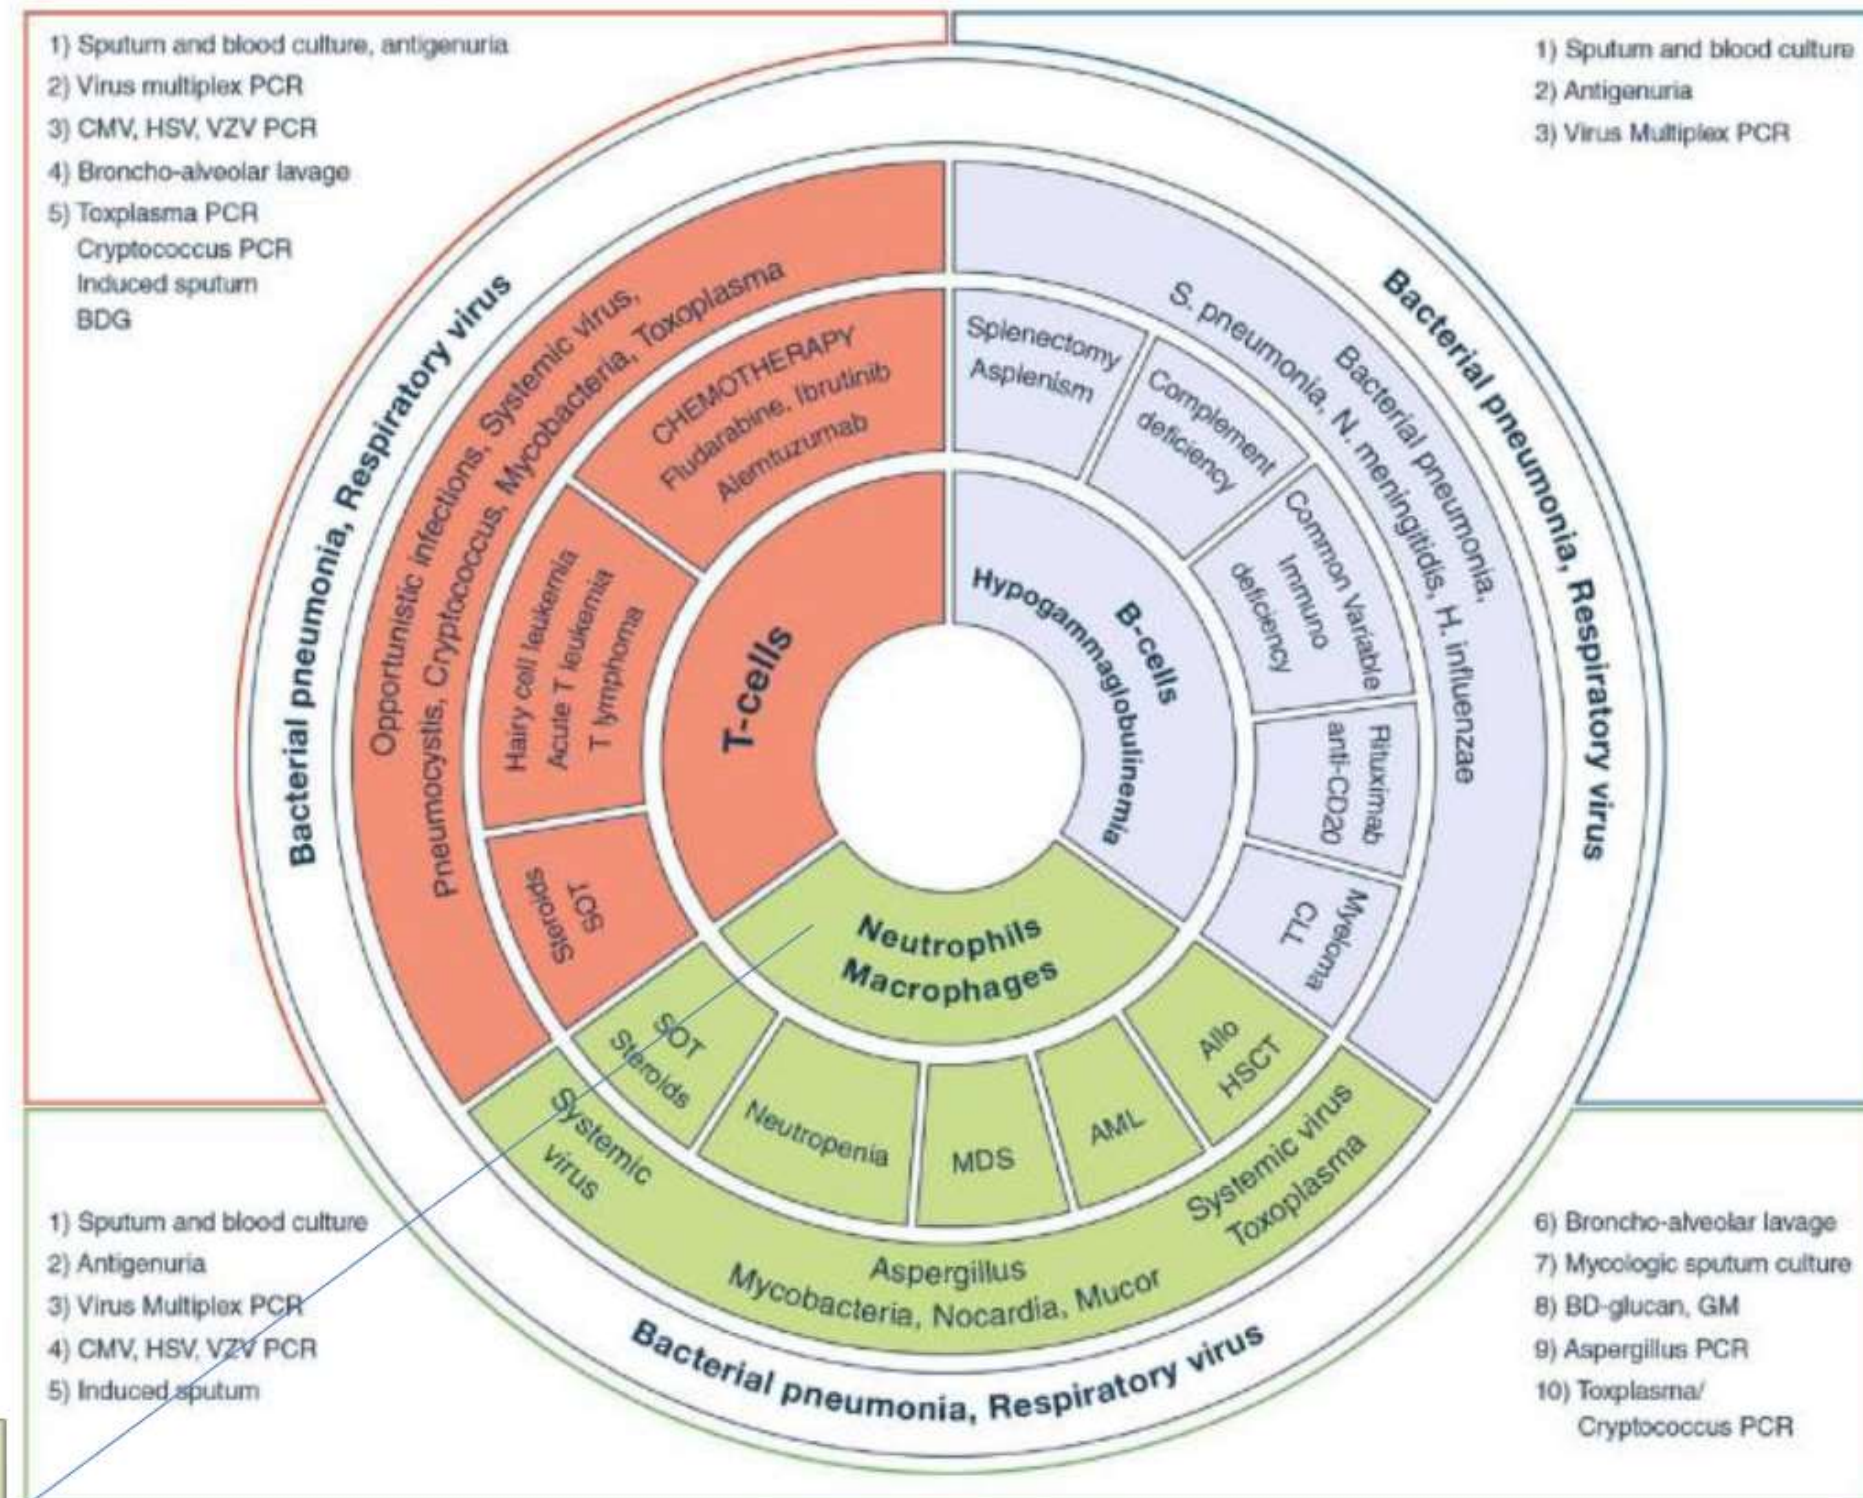 1) Sputum and blood culture, antigenuria
2) Virus multiplex PCR
3) CMV, HSV, VZV PCR
4) Broncho-alveolar lavage
5) Toxplasma PCR
Cryptococcus PCR
Induced sputum
BDG
1) Sputum and blood culture
2) Antigenuria
3) Virus Multiplex PCR
Bacterial pneumonia, Respiratory virus
Opportunistic infections, Systemic virus,
Pneumocystis, Cryptococcus, Mycobacteria, Toxoplasma
CHEMOTHERAPY
Fludarabine, Ibrutinib
Alemtuzumab
Hairy cell leukemia
Acute T leukemia
T lymphoma
SOT
Steroids
T-cells
Bacterial pneumonia, Respiratory virus
Bacterial pneumonia,
S. pneumonia, N. meningitidis, H. influenzae
Splenectomy
Asplenism
Complement
deficiency
Common Variable
Immuno
deficiency
Rituximab
anti-CD20
Myeloma
CLL
B-cells
Hypogammaglobulinemia
Neutrophils
Macrophages
SOT
Steroids
Neutropenia
MDS
AML
Allo
HSCT
Systemic
virus
Aspergillus
Mycobacteria, Nocardia, Mucor
Systemic virus
Toxoplasma
Bacterial pneumonia, Respiratory virus
1) Sputum and blood culture
2) Antigenuria
3) Virus Multiplex PCR
4) CMV, HSV, VZV PCR
5) Induced sputum
6) Broncho-alveolar lavage
7) Mycologic sputum culture
8) BD-glucan, GM
9) Aspergillus PCR
10) Toxplasma/
Cryptococcus PCR